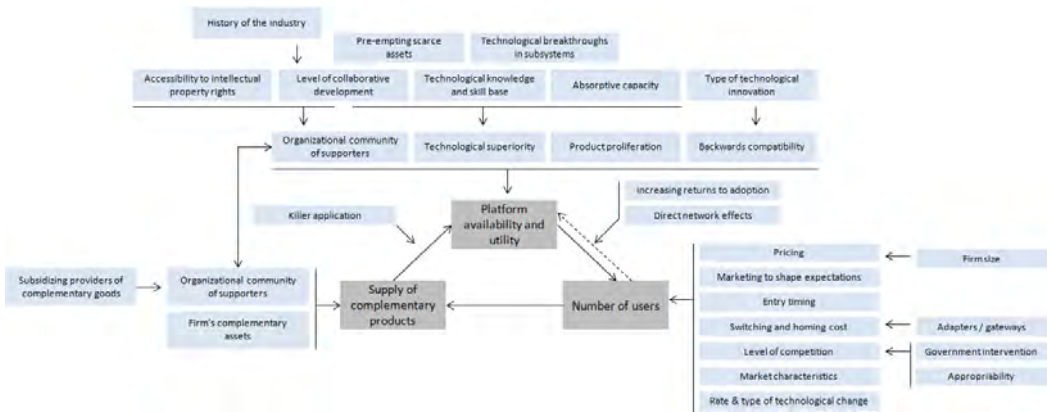 History of the industry
Pre-empting scarce
assets
Technological breakthroughs
in subsystems
Accessibility to intellectual
property rights
Level of collaborative
development
Technological knowledge
and skill base
Absorptive capacity
Type of technological
innovation
Organizational community
of supporters
Technological superiority
Product proliferation
Backwards compatibility
Increasing returns to adoption
Killer application
Platform
availability and
utility
Direct network effects
Pricing
Firm size
Marketing to shape expectations
Subsidizing providers of
complementary goods
Organizational community
of supporters
Supply of
complementary
products
Number of users
Entry timing
Firm's complementary
assets
Switching and homing cost
Adapters / gateways
Level of competition
Government intervention
Market characteristics
Appropriability
Rate & type of technological change